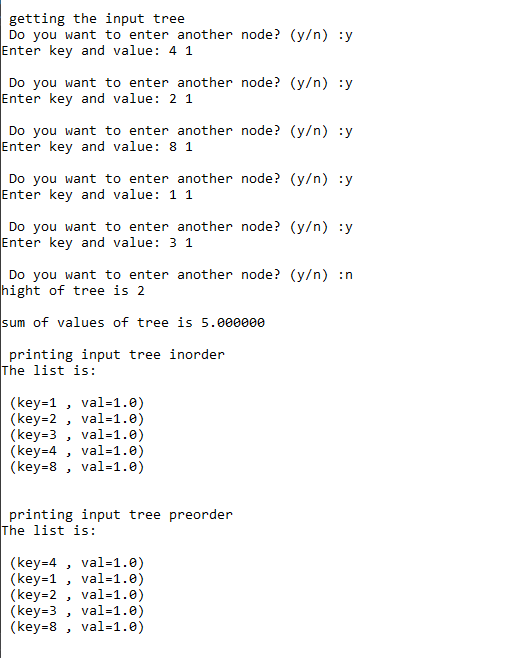 getting the input tree
Do you want to enter another node? (y/n) :y
Enter key and value: 4 1
Do you want to enter another node? (y/n) :y
Enter key and value: 2 1
Do you want to enter another node? (y/n) :y
Enter key and value: 8 1
Do you want to enter another node? (y/n) :y
Enter key and value: 1 1
Do you want to enter another node? (y/n) :y
Enter key and value: 3 1
Do you want to enter another node? (y/n) :n
hight of tree is 2
sum of values of tree is 5.000000
printing input tree inorder
The list is:
(key=1 , val=1.0)
(key=2 , val=1.0)
(key=3 , val=1.0)
(key=4 , val=1.0)
(key=8 , val=1.0)
printing input tree preorder
The list is:
(key=4 , val=1.0)
(key=1 , val=1.0)
(key=2 , val=1.0)
(key=3 , val=1.0)
(key=8 , val=1.0)